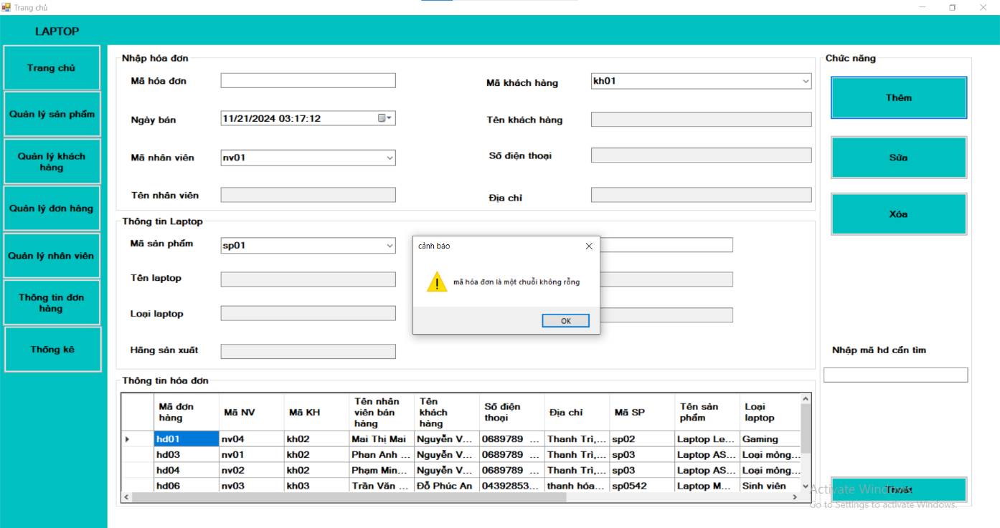 Trang chủ
LAPTOP
Trang chủ
Quản lý sản phẩm
Quản lý khách
hàng
Quản lý đơn hàng
Quản lý nhân viên
Thông tin đơn
hàng
Thống kê
Nhập hóa đơn
Mã hóa đơn
Ngày bán
11/21/2024 03:17:12
Mã nhân viên
nv01
Tên nhân viên
Mã khách hàng
kh01
Tên khách hàng
Số điện thoại
Địa chỉ
Thông tin Laptop
Mã sản phẩm
sp01
Tên laptop
Loại laptop
Hãng sản xuất
cảnh báo
mã hóa đơn là một chuỗi không rỗng
OK
Thông tin hóa đơn
Mã đơn hàng Mã NV Mã KH Tên nhân viên bán hàng Tên khách hàng Số điện thoại Địa chỉ Mã SP Tên sản phẩm Loại laptop
hd01 nv04 kh02 Mai Thị Mai Nguyễn V... 0689789 ... Thanh Trì,... sp02 Laptop Le... Gaming
hd03 nv01 kh02 Phan Anh ... Nguyễn V... 0689789 ... Thanh Trì,... sp03 Laptop AS... Loại mỏng...
hd04 nv02 kh02 Phạm Min... Nguyễn V... 0689789 ... Thanh Trì,... sp03 Laptop AS... Loại mỏng...
hd06 nv03 kh03 Trần Văn ... Đỗ Phúc An 04392853... thanh hóa... sp0542 Laptop M... Sinh viên
Chức năng
Thêm
Sửa
Xóa
Nhập mã hd cần tìm
Thoát
Activate Windows
Go to Settings to activate Windows.